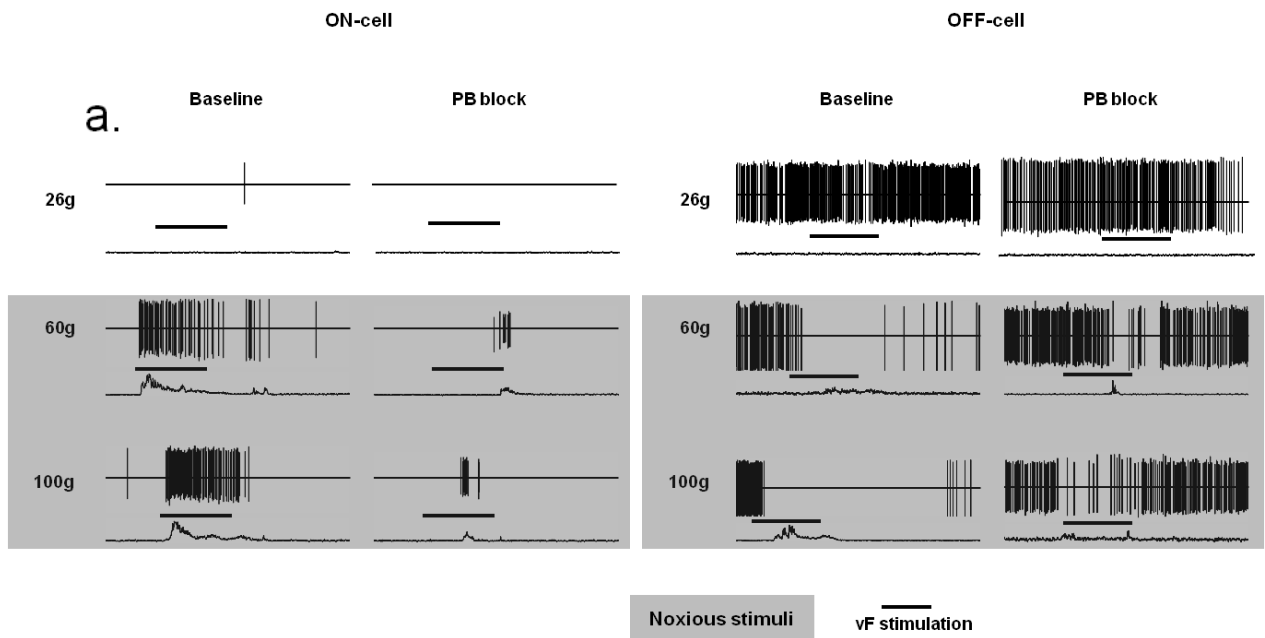 ON-cell OFF-cell
Baseline PB block Baseline PB block
a.
26g 26g
60g 60g
100g 100g
Noxious stimuli vF stimulation